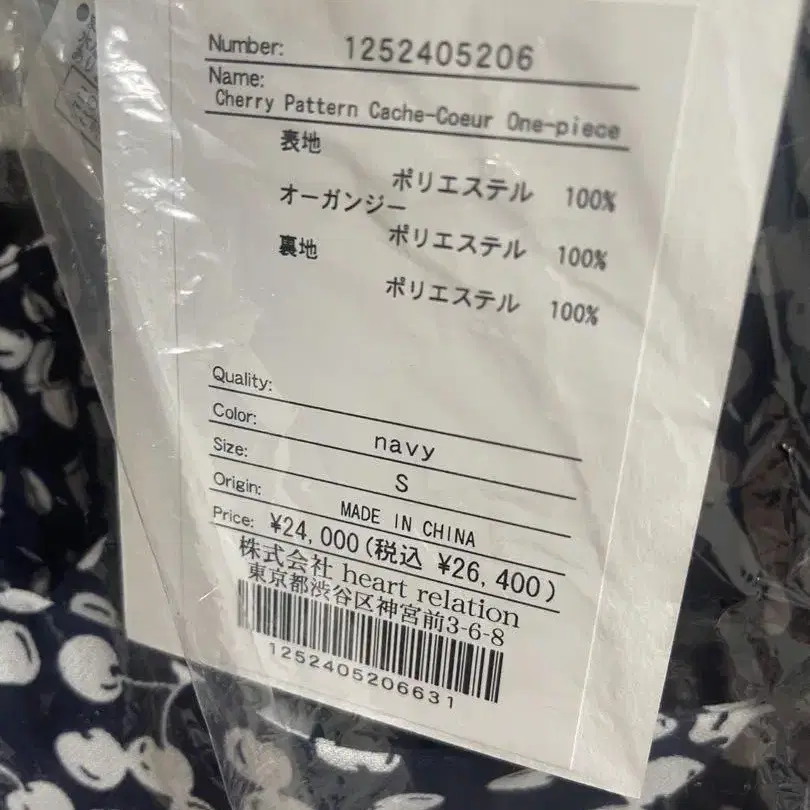 Number: 1252405206
Name:
Cherry Pattern Cache-Coeur One-piece
表地
ポリエステル 100%
オーガンジー
ポリエステル 100%
裏地
ポリエステル 100%
Quality:
Color: navy
Size: S
Origin: MADE IN CHINA
Price: ¥24,000(税込 ¥26,400)
株式会社 heart relation
東京都渋谷区神宮前3-6-8
1252405206631